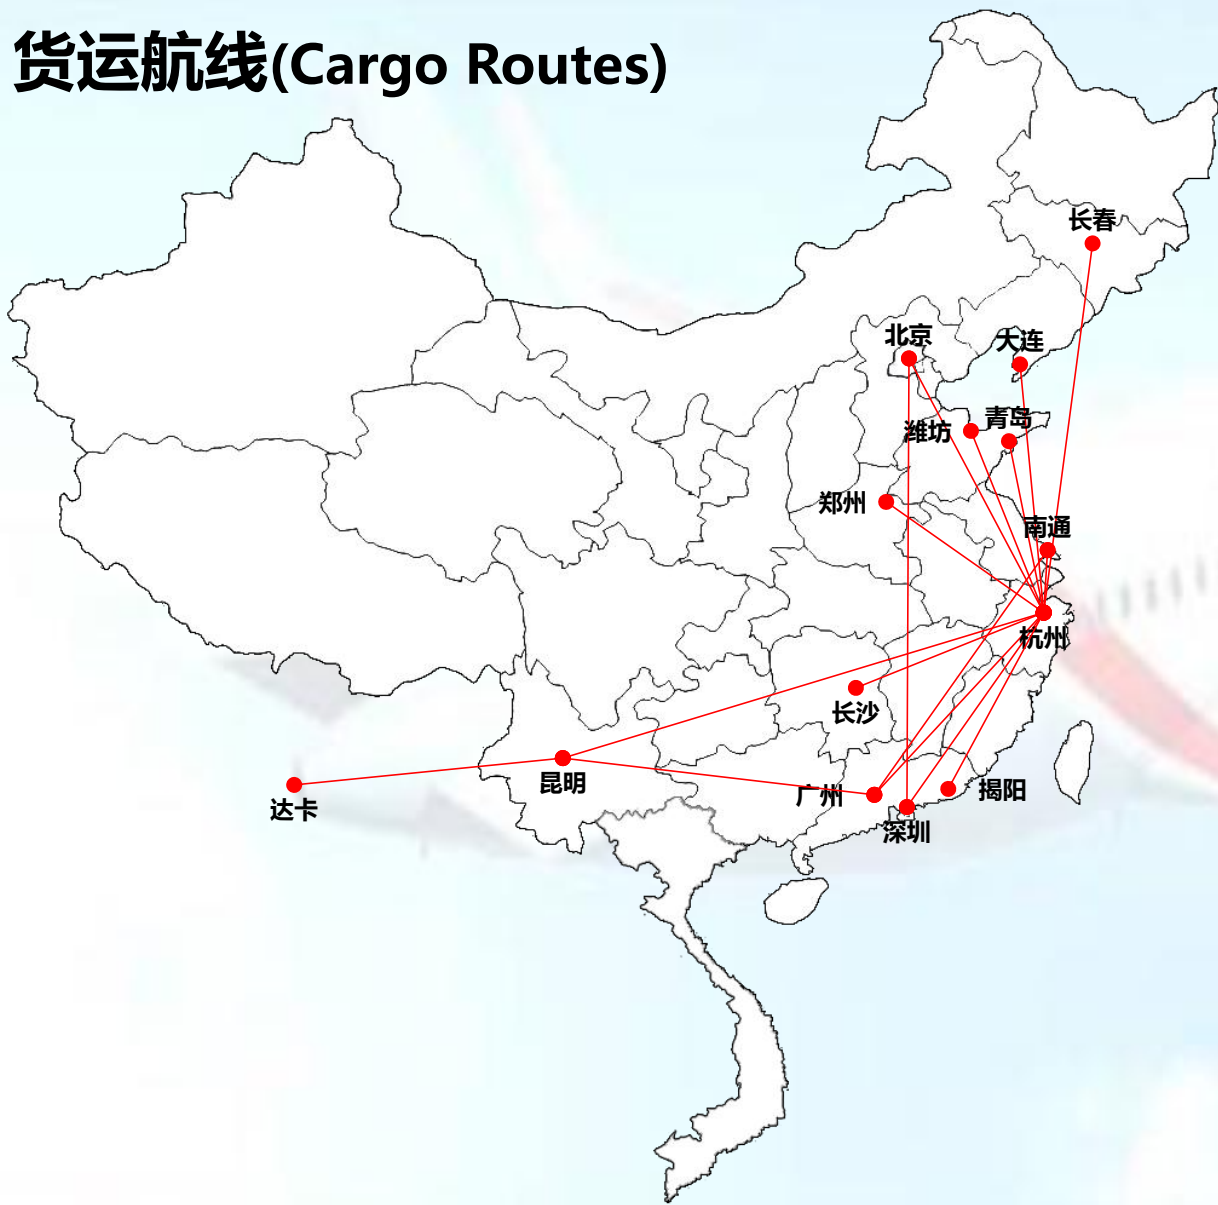 货运航线(Cargo Routes)
长春
北京
大连
青岛
潍坊
郑州
南通
杭州
长沙
昆明
达卡
广州
揭阳
深圳